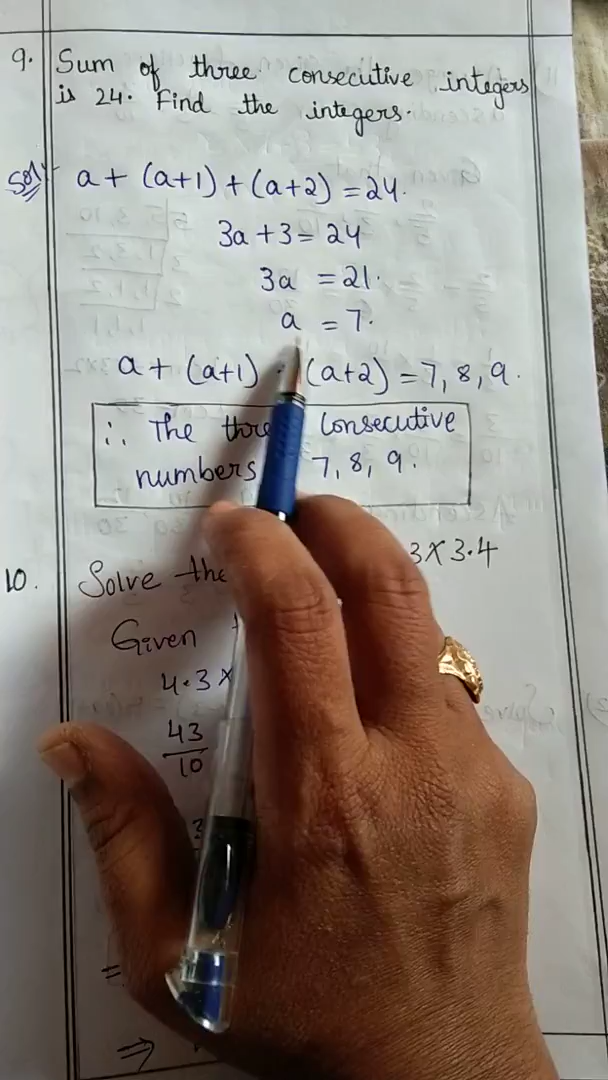 9. Sum of three consecutive integers
is 24. Find the integers.
Sol: a + (a+1) + (a+2) = 24.
3a + 3 = 24
3a = 21.
a = 7.
a + (a+1) (a+2) = 7, 8, 9.
∴ The three consecutive
numbers 7, 8, 9.
10. Solve the 3 × 3.4
Given
4.3 ×
43
10
=
⇒